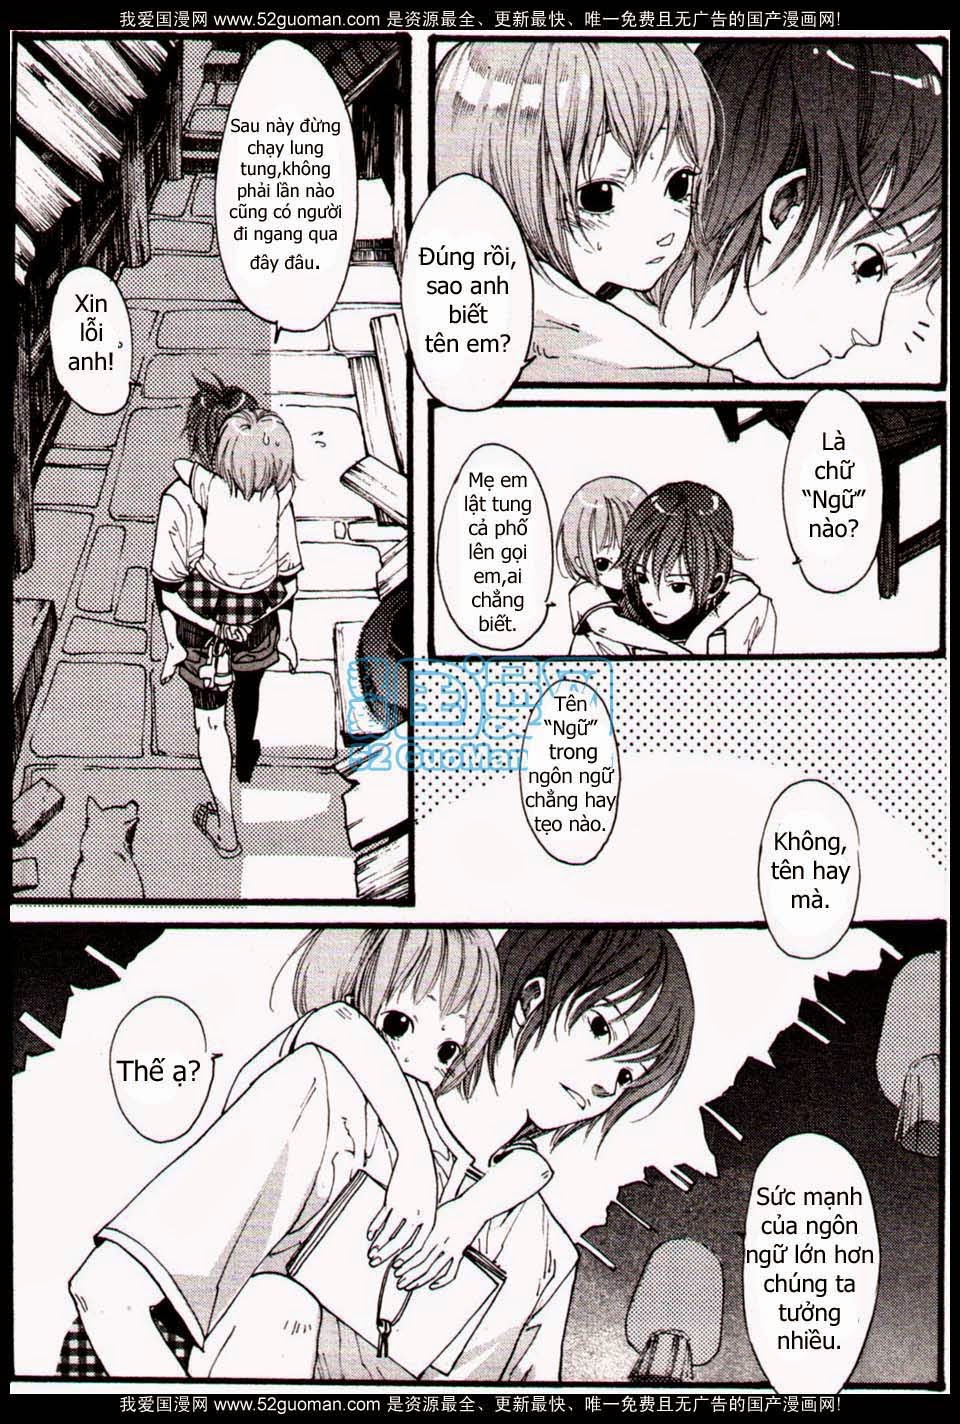 我爱国漫网 www.52guoman.com 是资源最全、更新最快、唯一免费且无广告的国产漫画网!
Sau này đừng
chạy lung
tung,không
phải lần nào
cũng có người
đi ngang qua
đây đâu.
Xin
lỗi
anh!
Đúng rồi,
sao anh
biết
tên em?
Là
chữ
“Ngữ”
nào?
Mẹ em
lật tung
cả phố
lên gọi
em,ai
chẳng
biết.
Tên
“Ngữ”
trong
ngôn ngữ
chẳng hay
tẹo nào.
Không,
tên hay
mà.
国漫
52 GuoMan
Thế ạ?
Sức mạnh
của ngôn
ngữ lớn hơn
chúng ta
tưởng
nhiều.
我爱国漫网 www.52guoman.com 是资源最全、更新最快、唯一免费且无广告的国产漫画网!